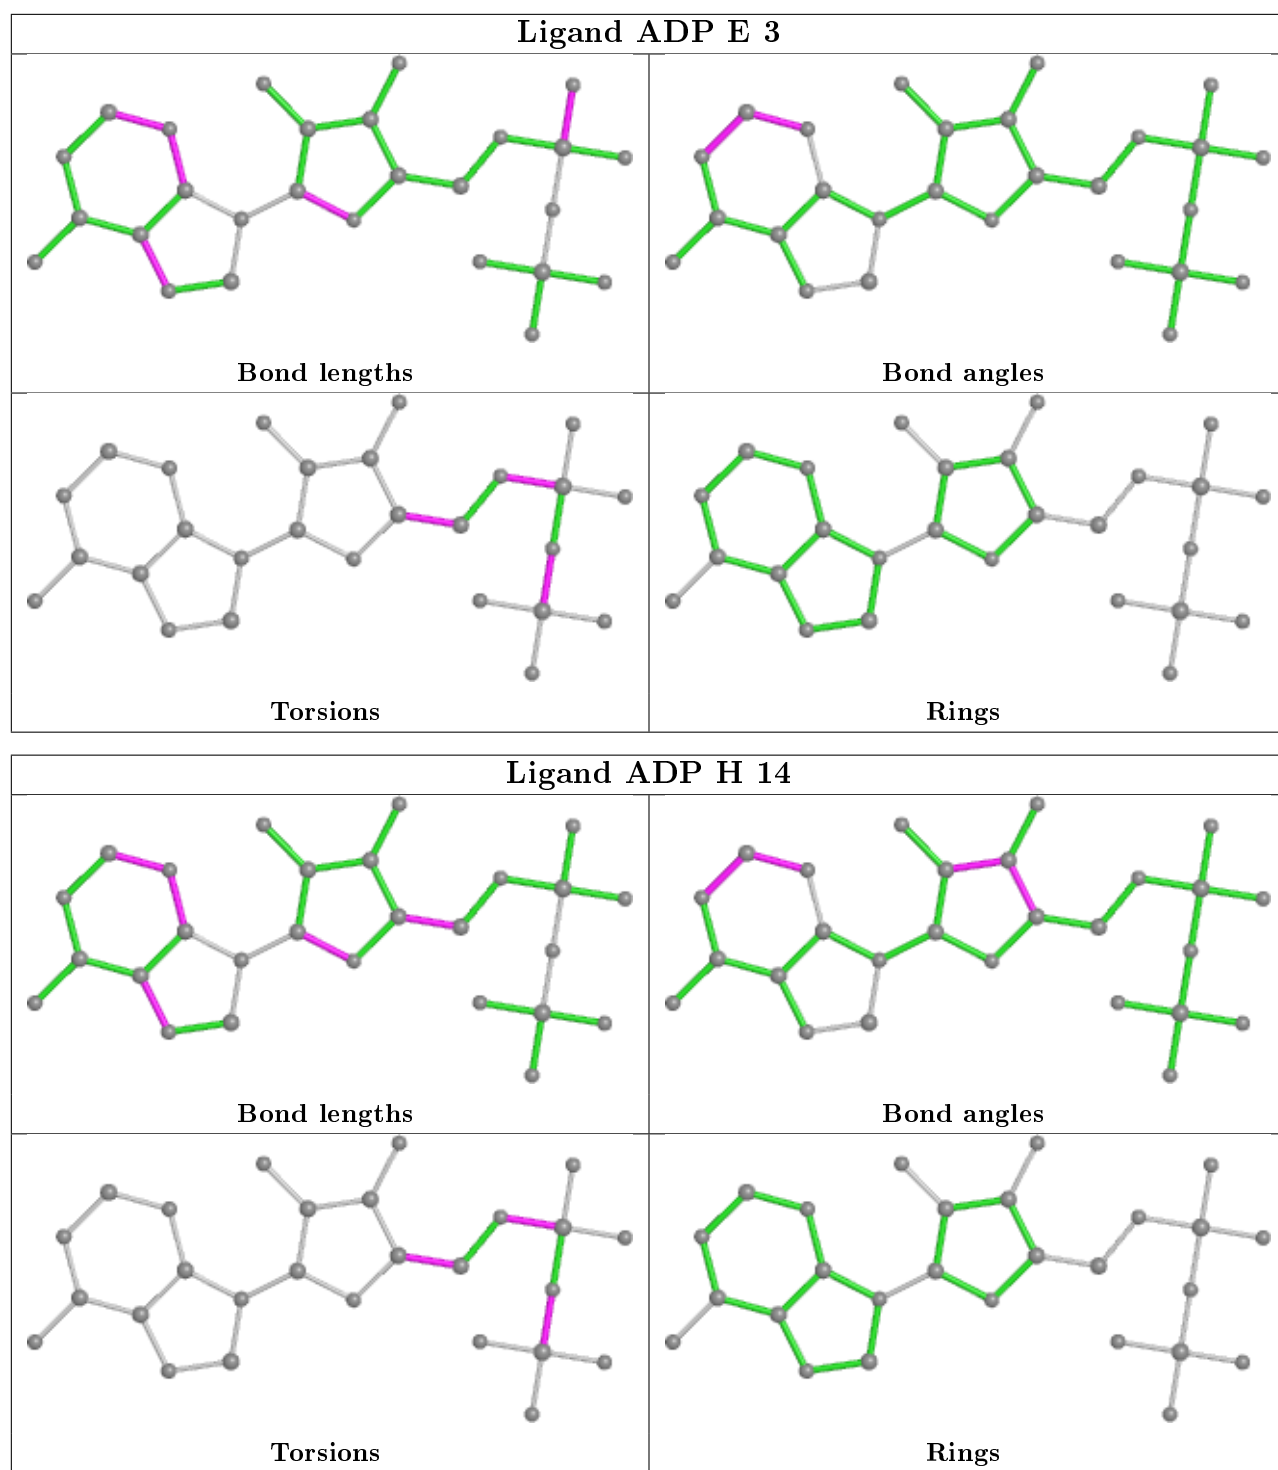 Ligand ADP E 3
Bond lengths
Bond angles
Torsions
Rings
Ligand ADP H 14
Bond lengths
Bond angles
Torsions
Rings